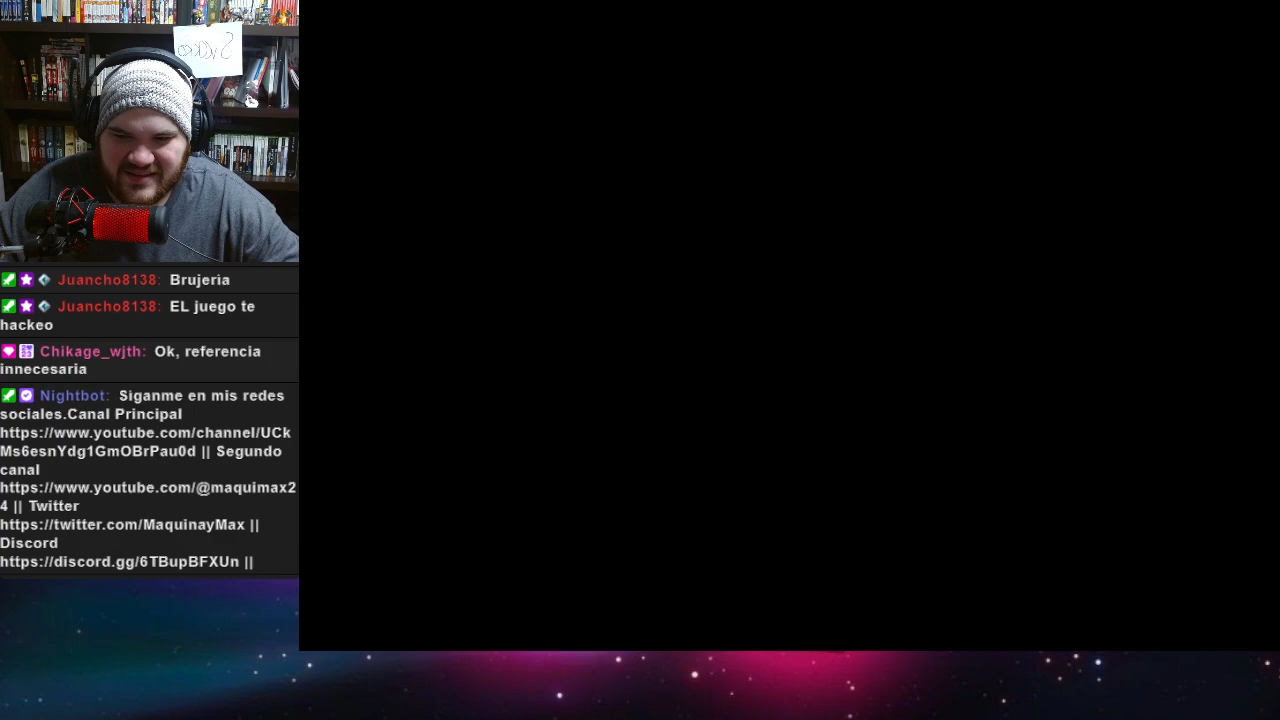 Juancho8138: Brujeria
Juancho8138: EL juego te
hackeo
Chikage_wjth: Ok, referencia
innecesaria
Nightbot: Siganme en mis redes
sociales.Canal Principal
https://www.youtube.com/channel/UCk
Ms6esnYdg1GmOBrPau0d || Segundo
canal
https://www.youtube.com/@maquimax2
4 || Twitter
https://twitter.com/MaquinayMax ||
Discord
https://discord.gg/6TBupBFXUn ||